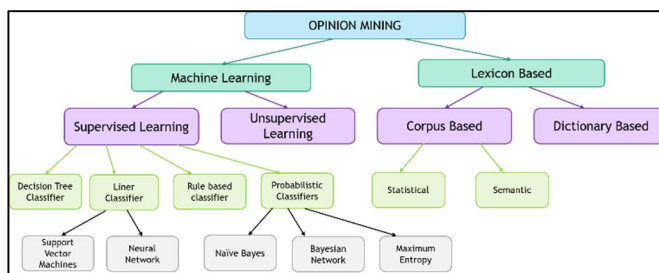 OPINION MINING
Machine Learning
Lexicon Based
Supervised Learning
Unsupervised
Learning
Corpus Based
Dictionary Based
Decision Tree
Classifier
Liner
Classifier
Rule based
classifier
Probabilistic
Classifiers
Statistical
Semantic
Support
Vector
Machines
Neural
Network
Naïve Bayes
Bayesian
Network
Maximum
Entropy